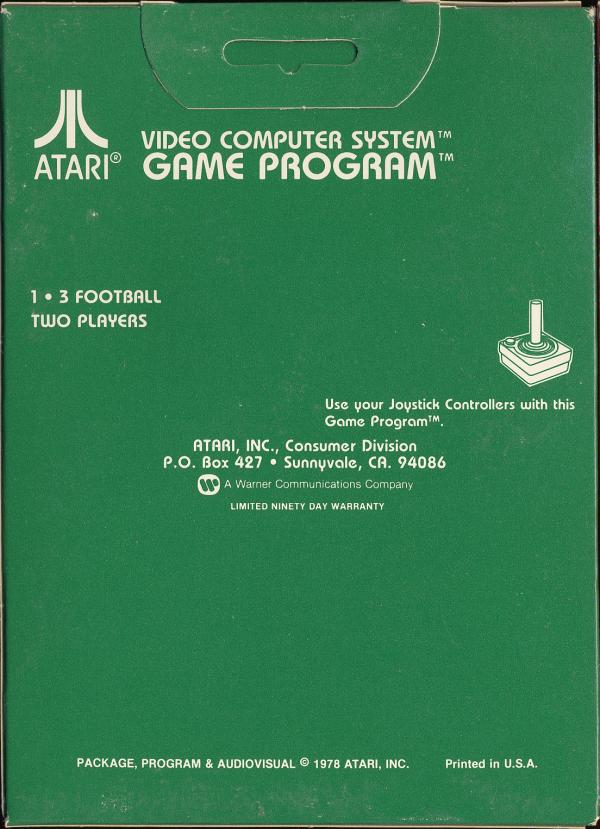 VIDEO COMPUTER SYSTEM™
ATARI® GAME PROGRAM™
1 • 3 FOOTBALL
TWO PLAYERS
Use your Joystick Controllers with this
Game Program™.
ATARI, INC., Consumer Division
P.O. Box 427 • Sunnyvale, CA. 94086
A Warner Communications Company
LIMITED NINETY DAY WARRANTY
PACKAGE, PROGRAM & AUDIOVISUAL © 1978 ATARI, INC. Printed in U.S.A.